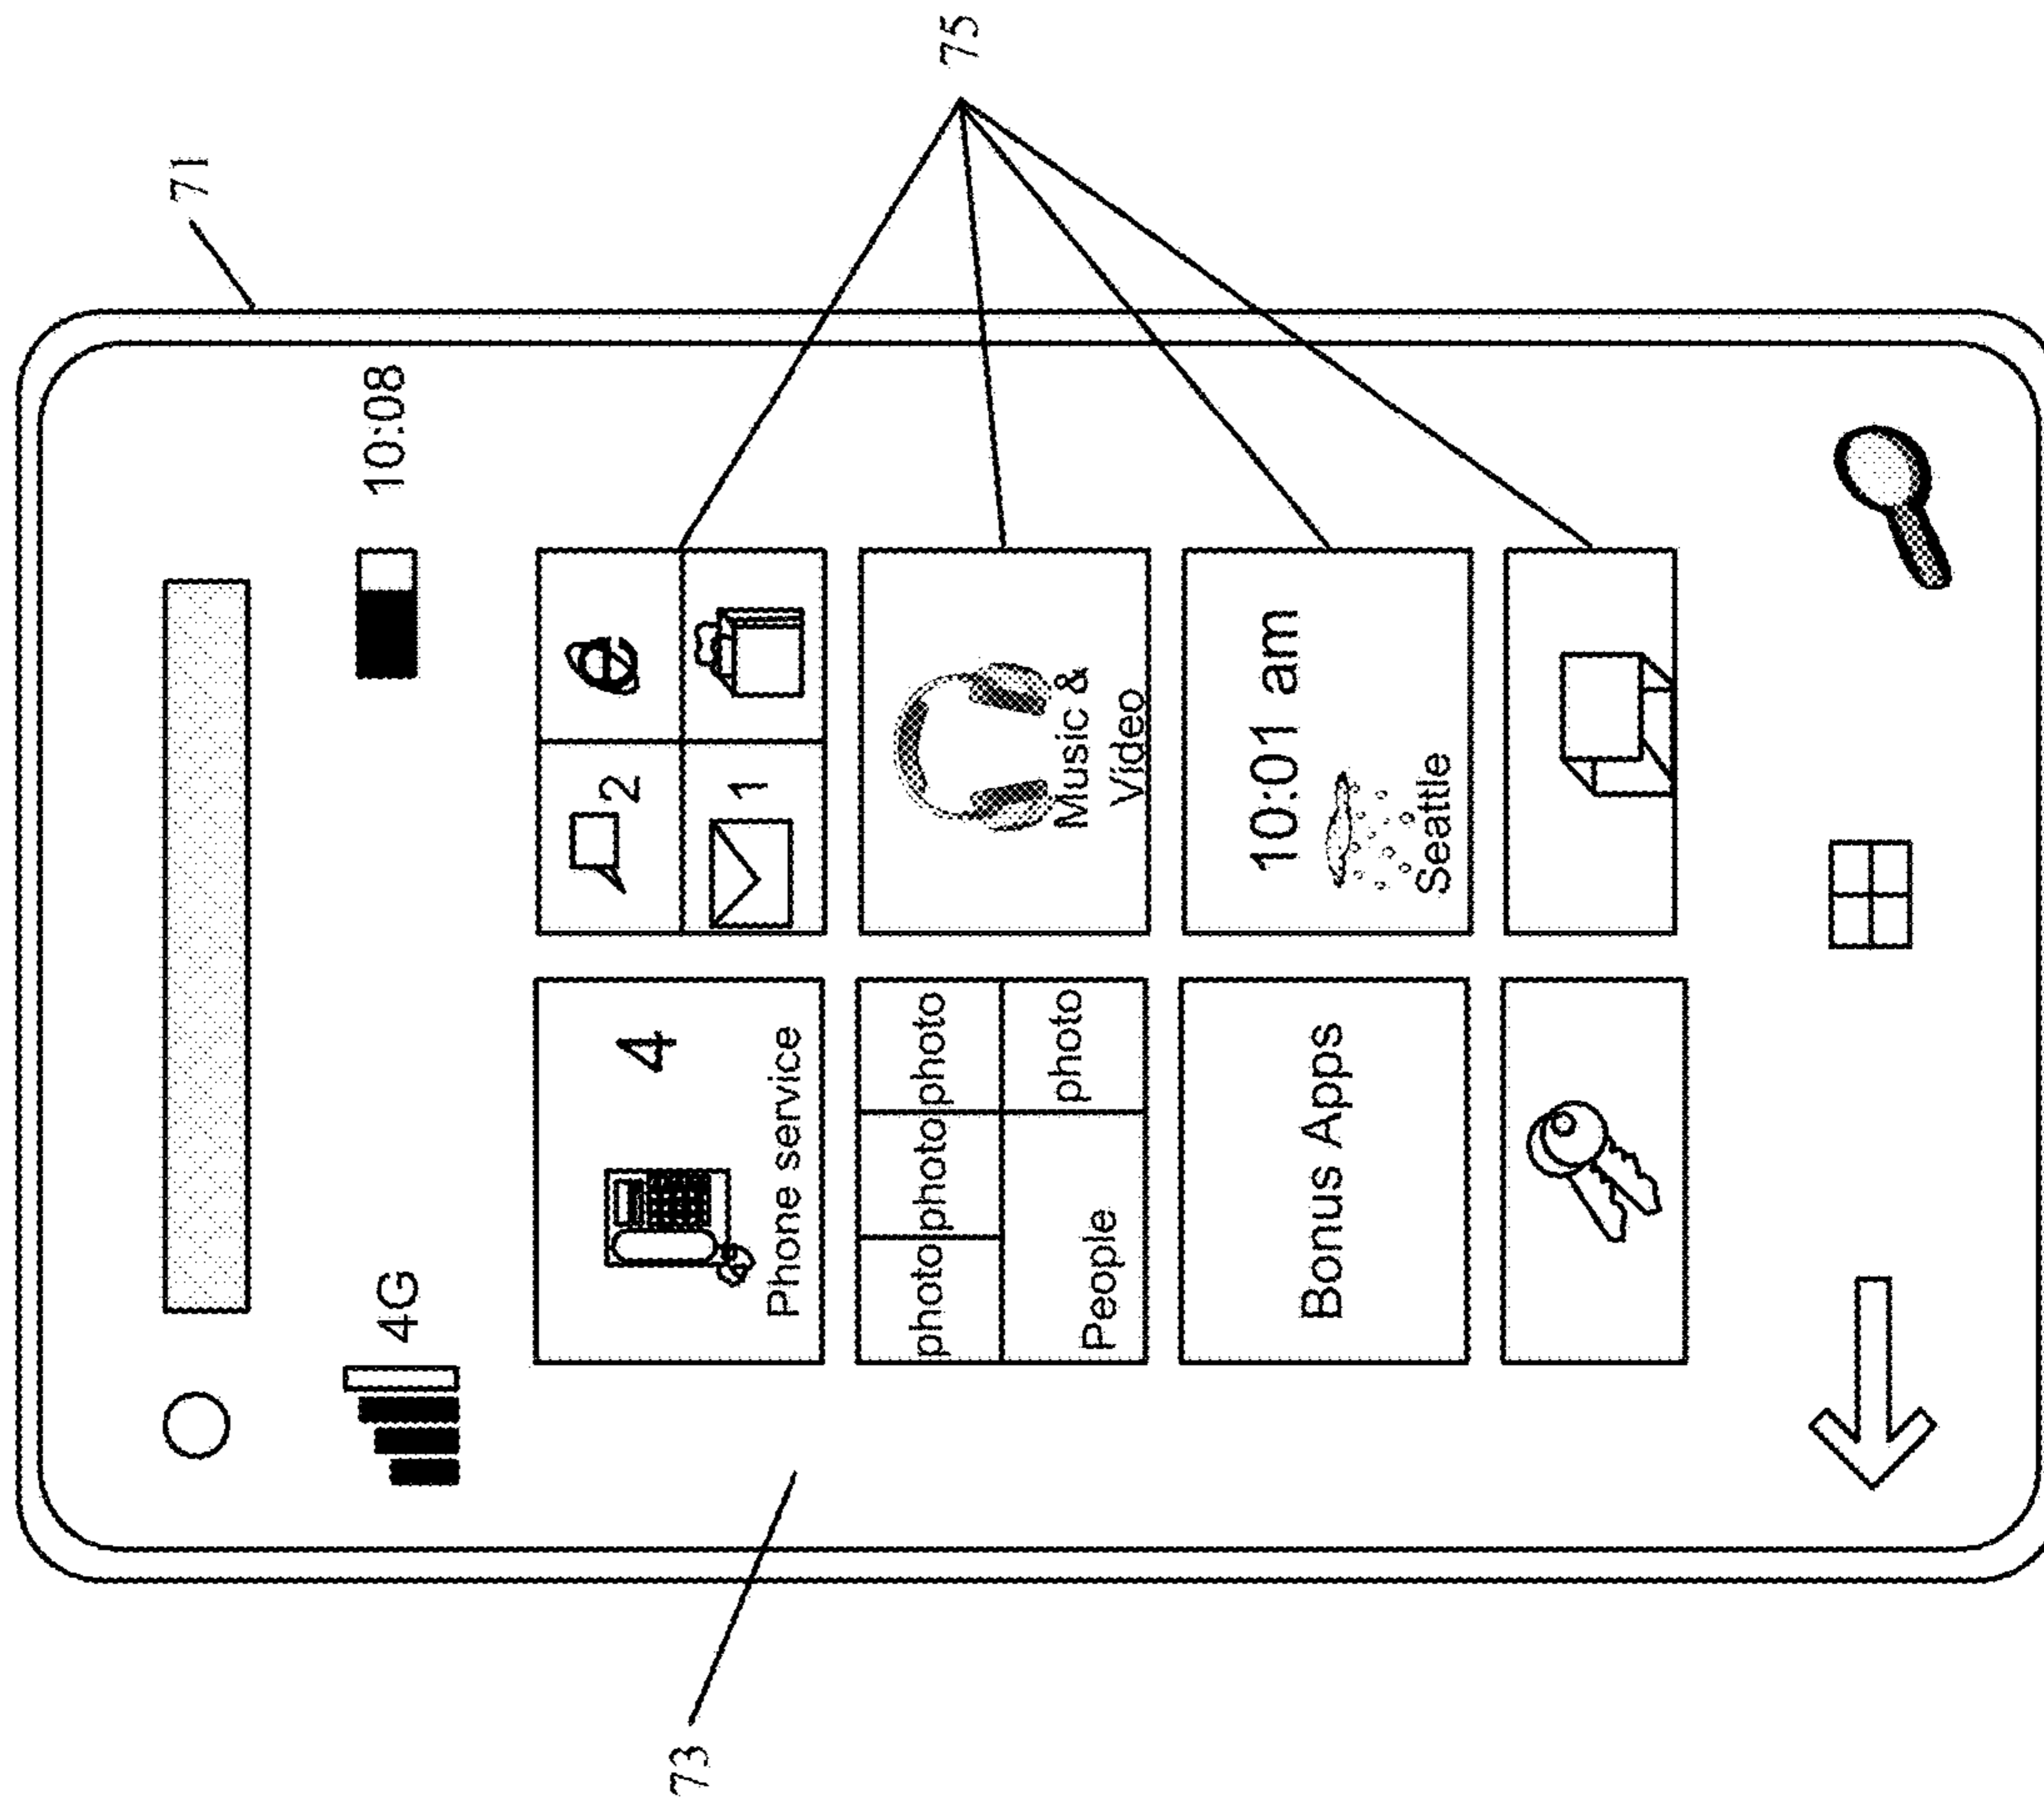 71
4G
10:08
4
Phone service
2
1
75
73
photo photo photo
photo
People
Music &
Video
Bonus Apps
10:01 am
Seattle